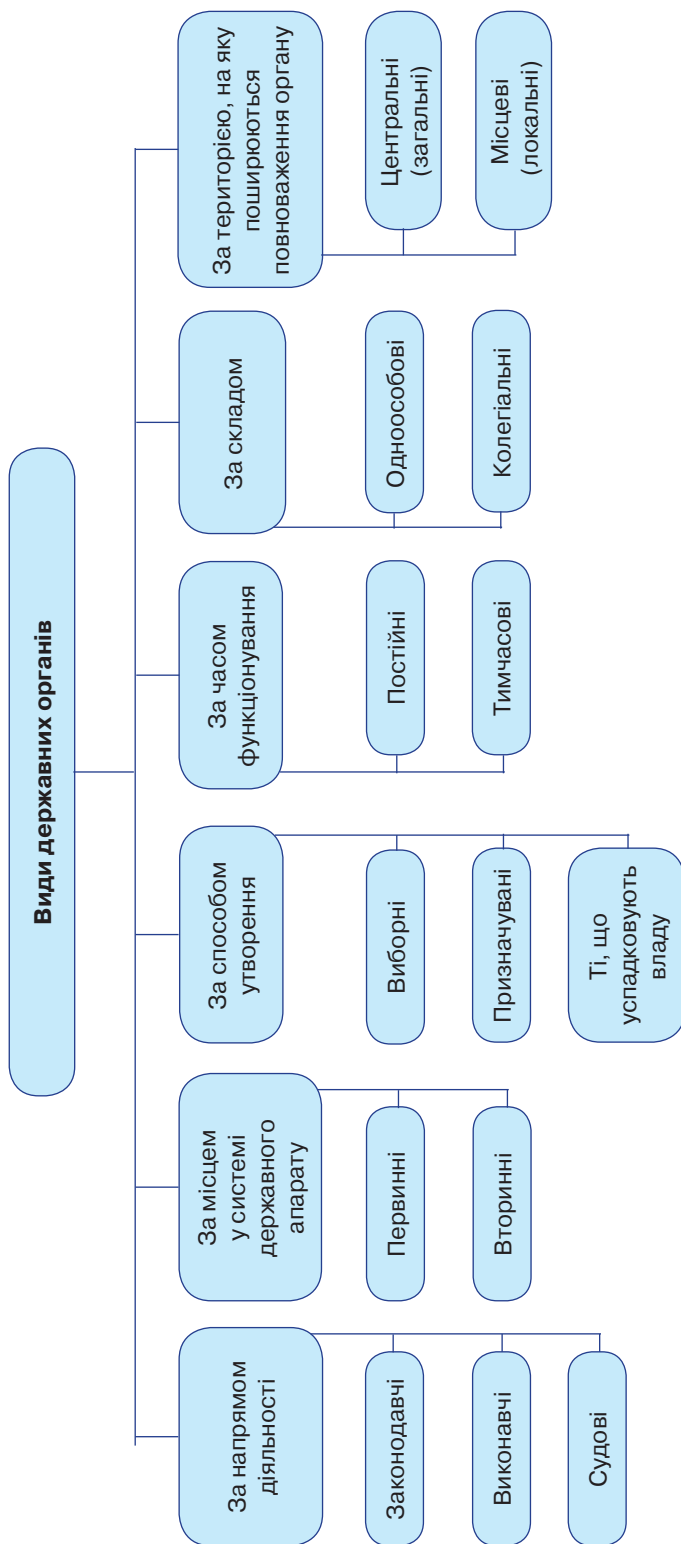 Види державних органів
За напрямом
діяльності
Законодавчі
Виконавчі
Судові
За місцем
у системі
державного
апарату
Первинні
Вторинні
За способом
утворення
Виборні
Призначувані
Ті, що
успадковують
владу
За часом
функціонування
Постійні
Тимчасові
За складом
Одноособові
Колегіальні
За територією, на яку
поширюються
повноваження органу
Центральні
(загальні)
Місцеві
(локальні)